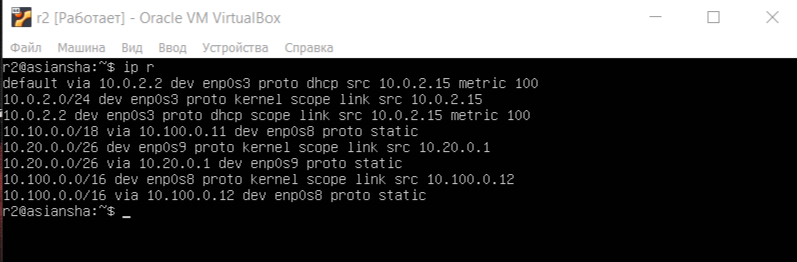 r2 [Работает] - Oracle VM VirtualBox
Файл Машина Вид Ввод Устройства Справка
r2@asiansha:~$ ip r
default via 10.0.2.2 dev enp0s3 proto dhcp src 10.0.2.15 metric 100
10.0.2.0/24 dev enp0s3 proto kernel scope link src 10.0.2.15
10.0.2.2 dev enp0s3 proto dhcp scope link src 10.0.2.15 metric 100
10.10.0.0/18 via 10.100.0.11 dev enp0s8 proto static
10.20.0.0/26 dev enp0s9 proto kernel scope link src 10.20.0.1
10.20.0.0/26 via 10.20.0.1 dev enp0s9 proto static
10.100.0.0/16 dev enp0s8 proto kernel scope link src 10.100.0.12
10.100.0.0/16 via 10.100.0.12 dev enp0s8 proto static
r2@asiansha:~$ _